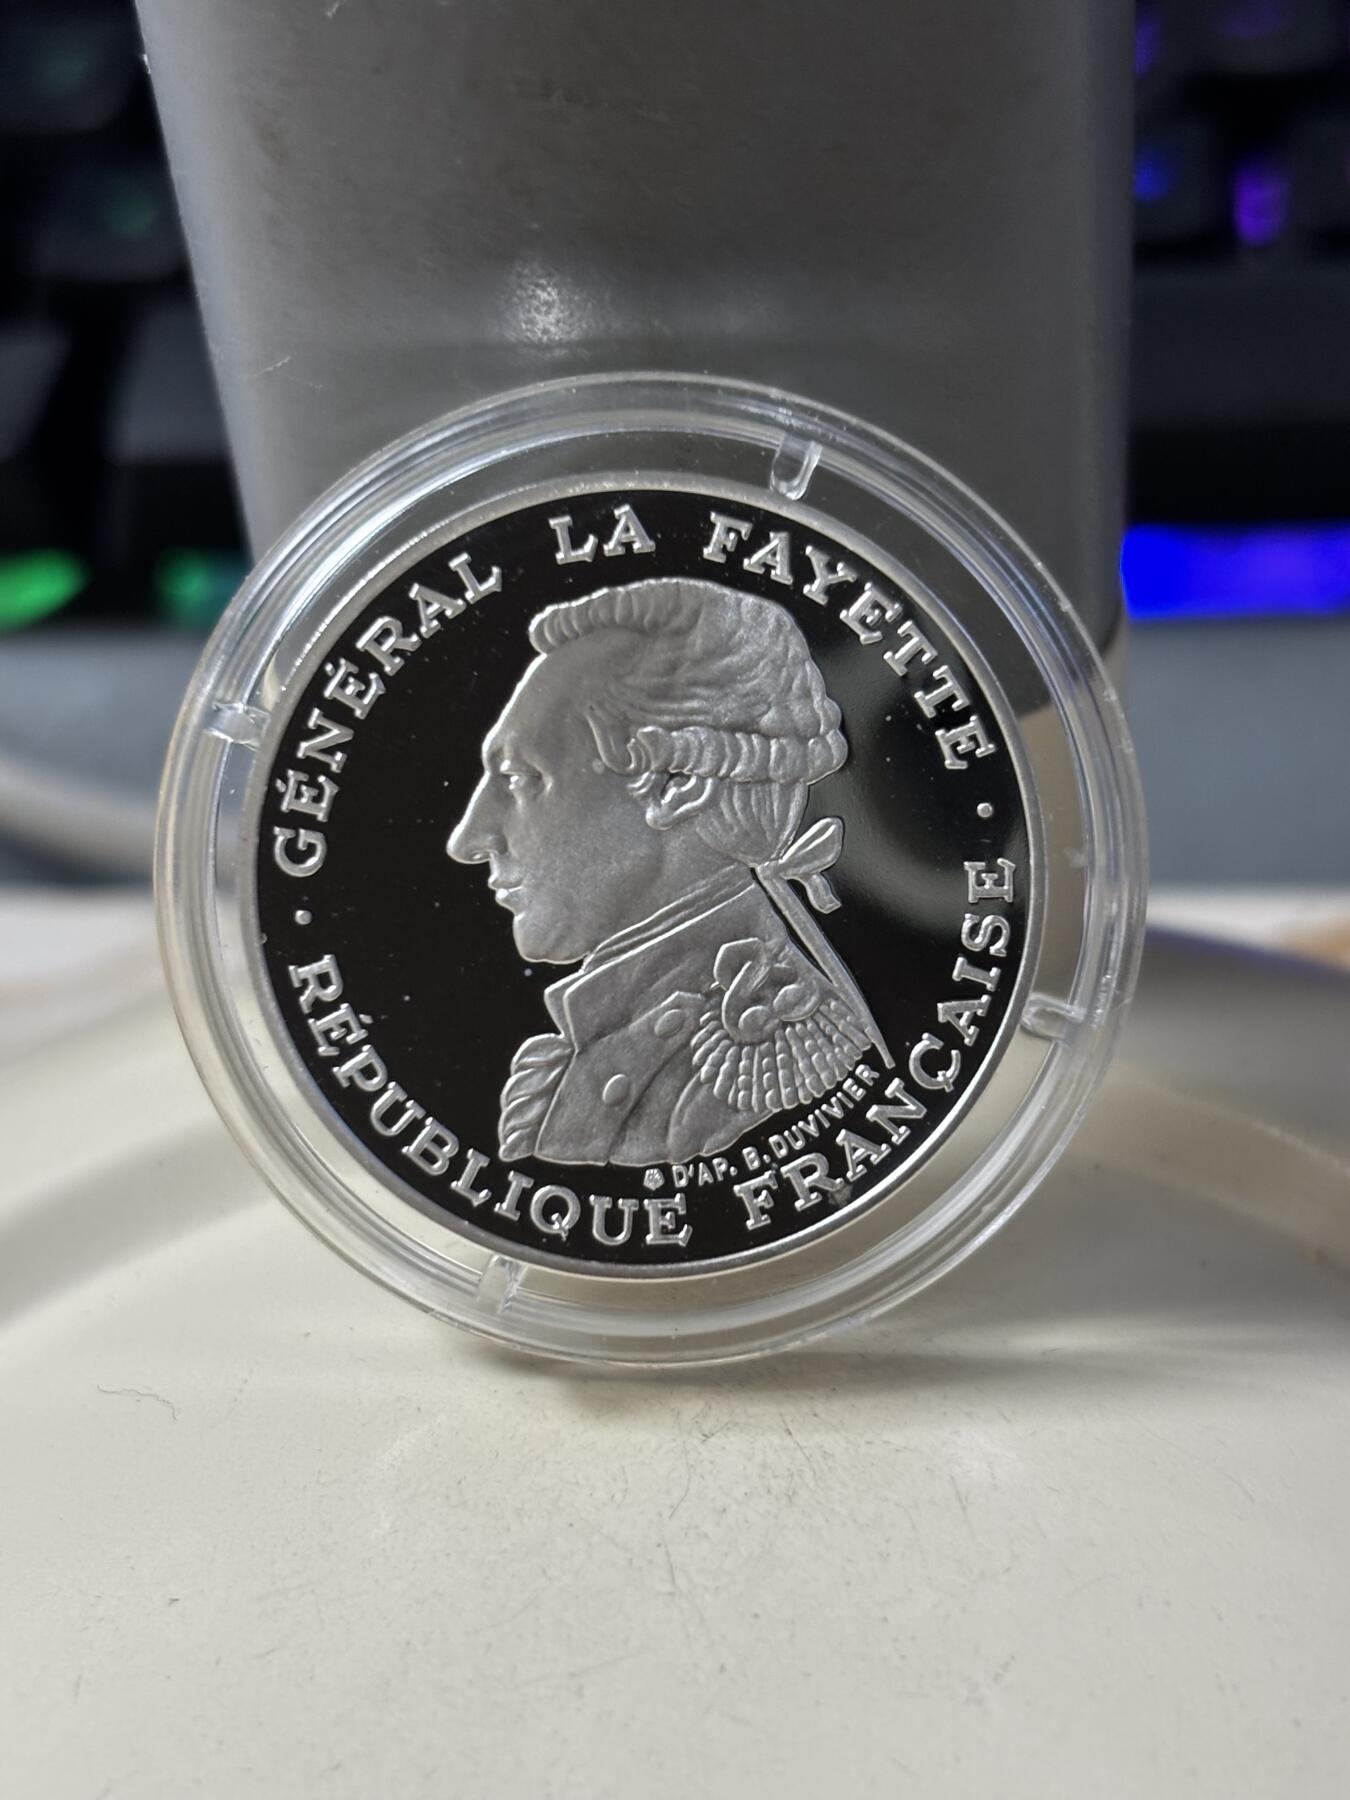 · GÉNÉRAL LA FAYETTE ·
RÉPUBLIQUE FRANÇAISE
D'AP. B. DUVIVIER